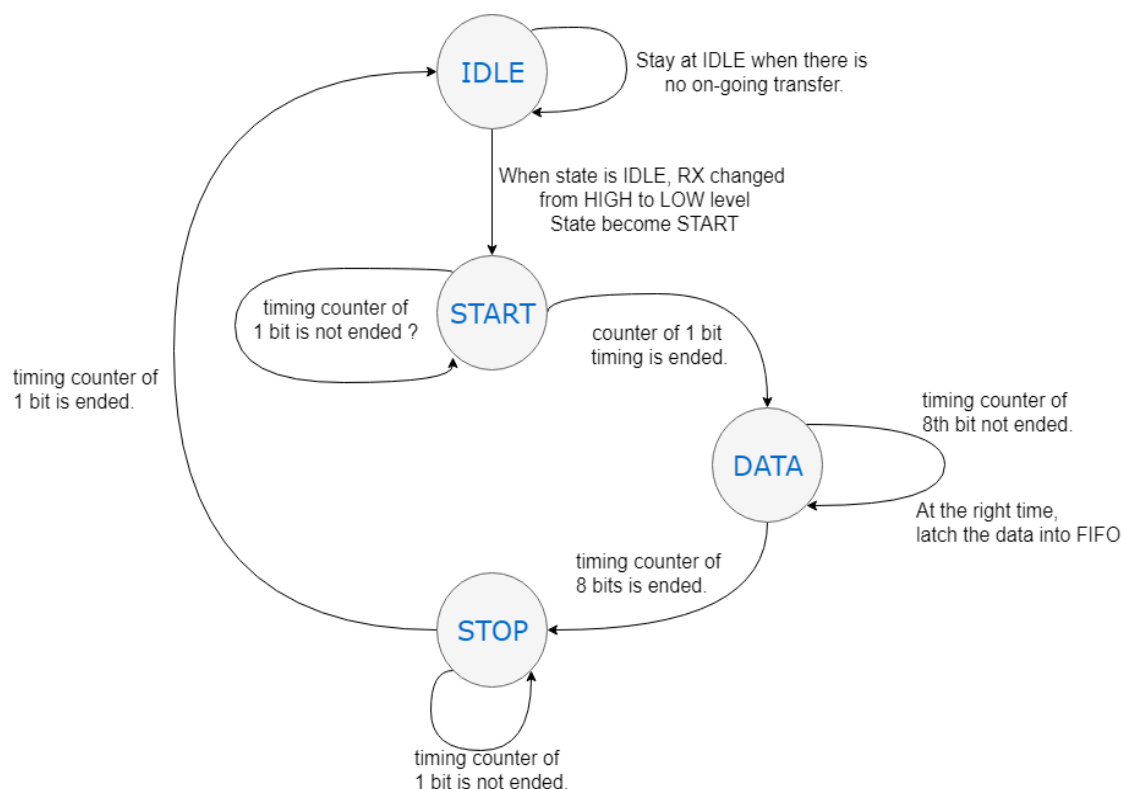 IDLE
Stay at IDLE when there is
no on-going transfer.
When state is IDLE, RX changed
from HIGH to LOW level
State become START
timing counter of
1 bit is not ended ?
START
counter of 1 bit
timing is ended.
timing counter of
1 bit is ended.
timing counter of
8th bit not ended.
DATA
At the right time,
latch the data into FIFO
timing counter of
8 bits is ended.
STOP
timing counter of
1 bit is not ended.